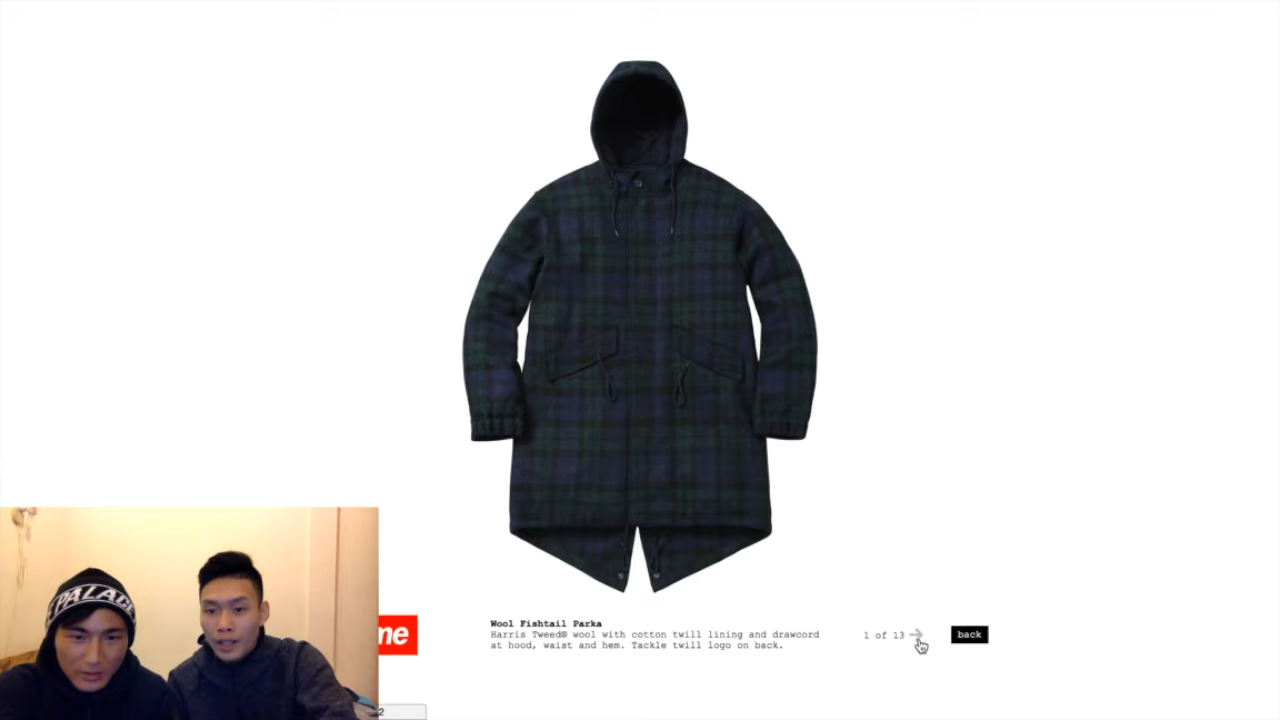 PALACE
me
Wool Fishtail Parka
Harris Tweed® wool with cotton twill lining and drawcord
at hood, waist and hem. Tackle twill logo on back.
1 of 13
back
2